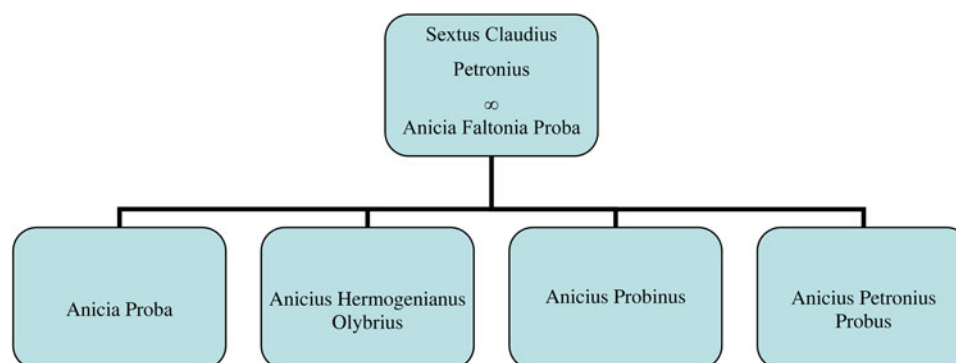 Sextus Claudius
Petronius
∞
Anicia Faltonia Proba
Anicia Proba
Anicius Hermogenianus
Olybrius
Anicius Probinus
Anicius Petronius
Probus